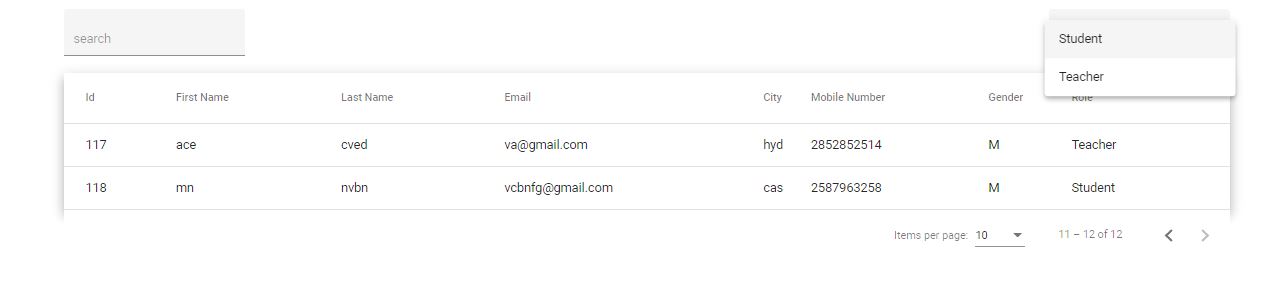 search
Student
Teacher
Id First Name Last Name Email City Mobile Number Gender Role
117 ace cved va@gmail.com hyd 2852852514 M Teacher
118 mn nvbn vcbnfg@gmail.com cas 2587963258 M Student
Items per page: 10 11 – 12 of 12